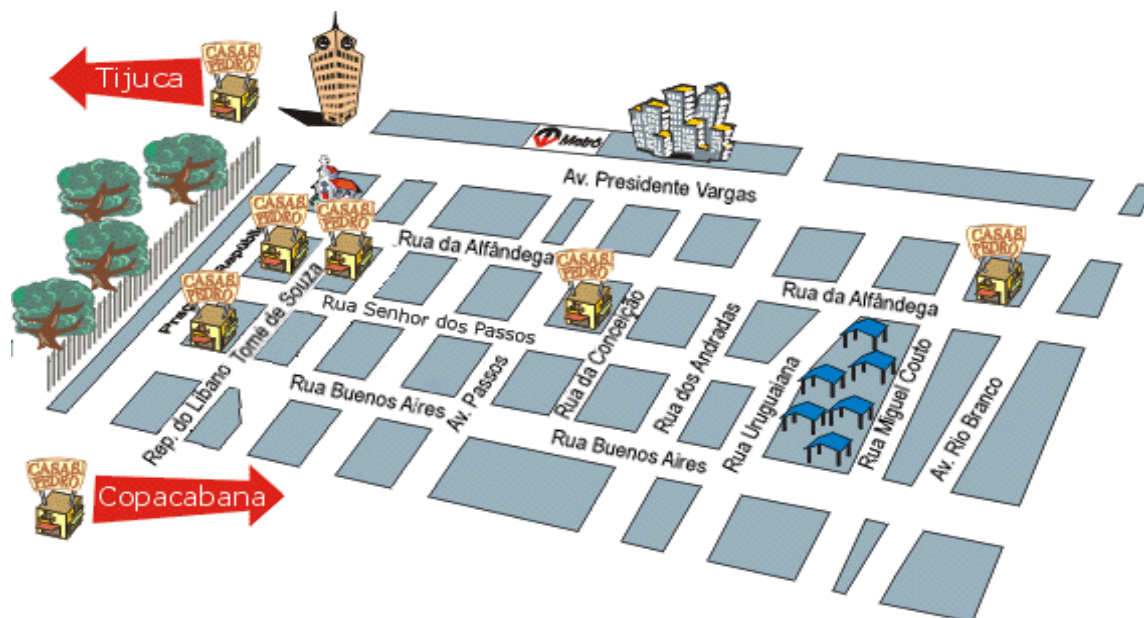 CASAS
PEDRO
Tijuca
Metrô
Av. Presidente Vargas
CASAS
PEDRO
CASAS
PEDRO
Rua da Alfândega
CASAS
PEDRO
CASAS
PEDRO
Rua da Alfândega
CASAS
PEDRO
Tomé de Souza
Rua Senhor dos Passos
Rua da Conceição
Rua dos Andradas
Rua Uruguaiana
Rua Miguel Couto
Av. Rio Branco
Rep. do Líbano
Rua Buenos Aires
Av. Passos
Rua Buenos Aires
CASAS
PEDRO
Copacabana